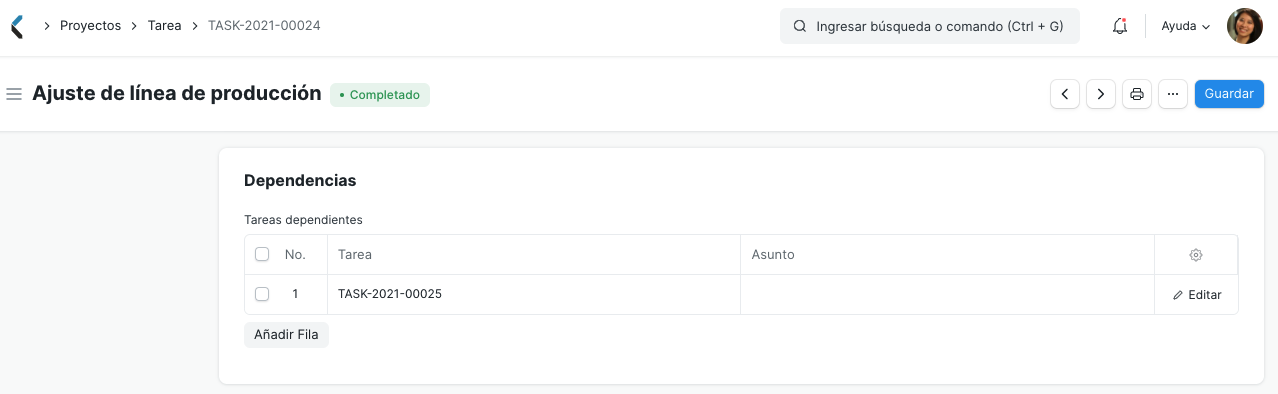 Proyectos
Tarea
TASK-2021-00024
Ingresar búsqueda o comando (Ctrl + G)
Ayuda
Ajuste de línea de producción
Completado
Guardar
Dependencias
Tareas dependientes
No. Tarea Asunto
1 TASK-2021-00025 Editar
Añadir Fila